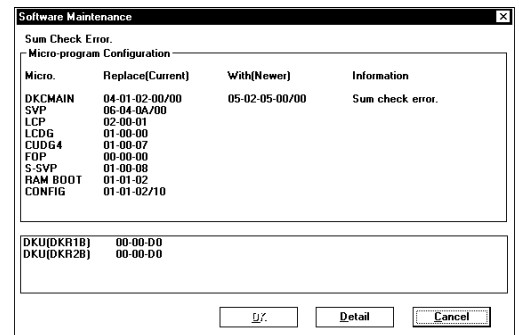 Software Maintenance
Sum Check Error.
Micro-program Configuration
Micro. Replace(Current) With(Newer) Information
DKCMAIN 04-01-02-00/00 05-02-05-00/00 Sum check error.
SVP 06-04-0A/00
LCP 02-00-01
LCDG 01-00-00
CUDG4 01-00-07
FOP 00-00-00
S-SVP 01-00-08
RAM BOOT 01-01-02
CONFIG 01-01-02/10
DKU(DKR1B) 00-00-D0
DKU(DKR2B) 00-00-D0
OK Detail Cancel